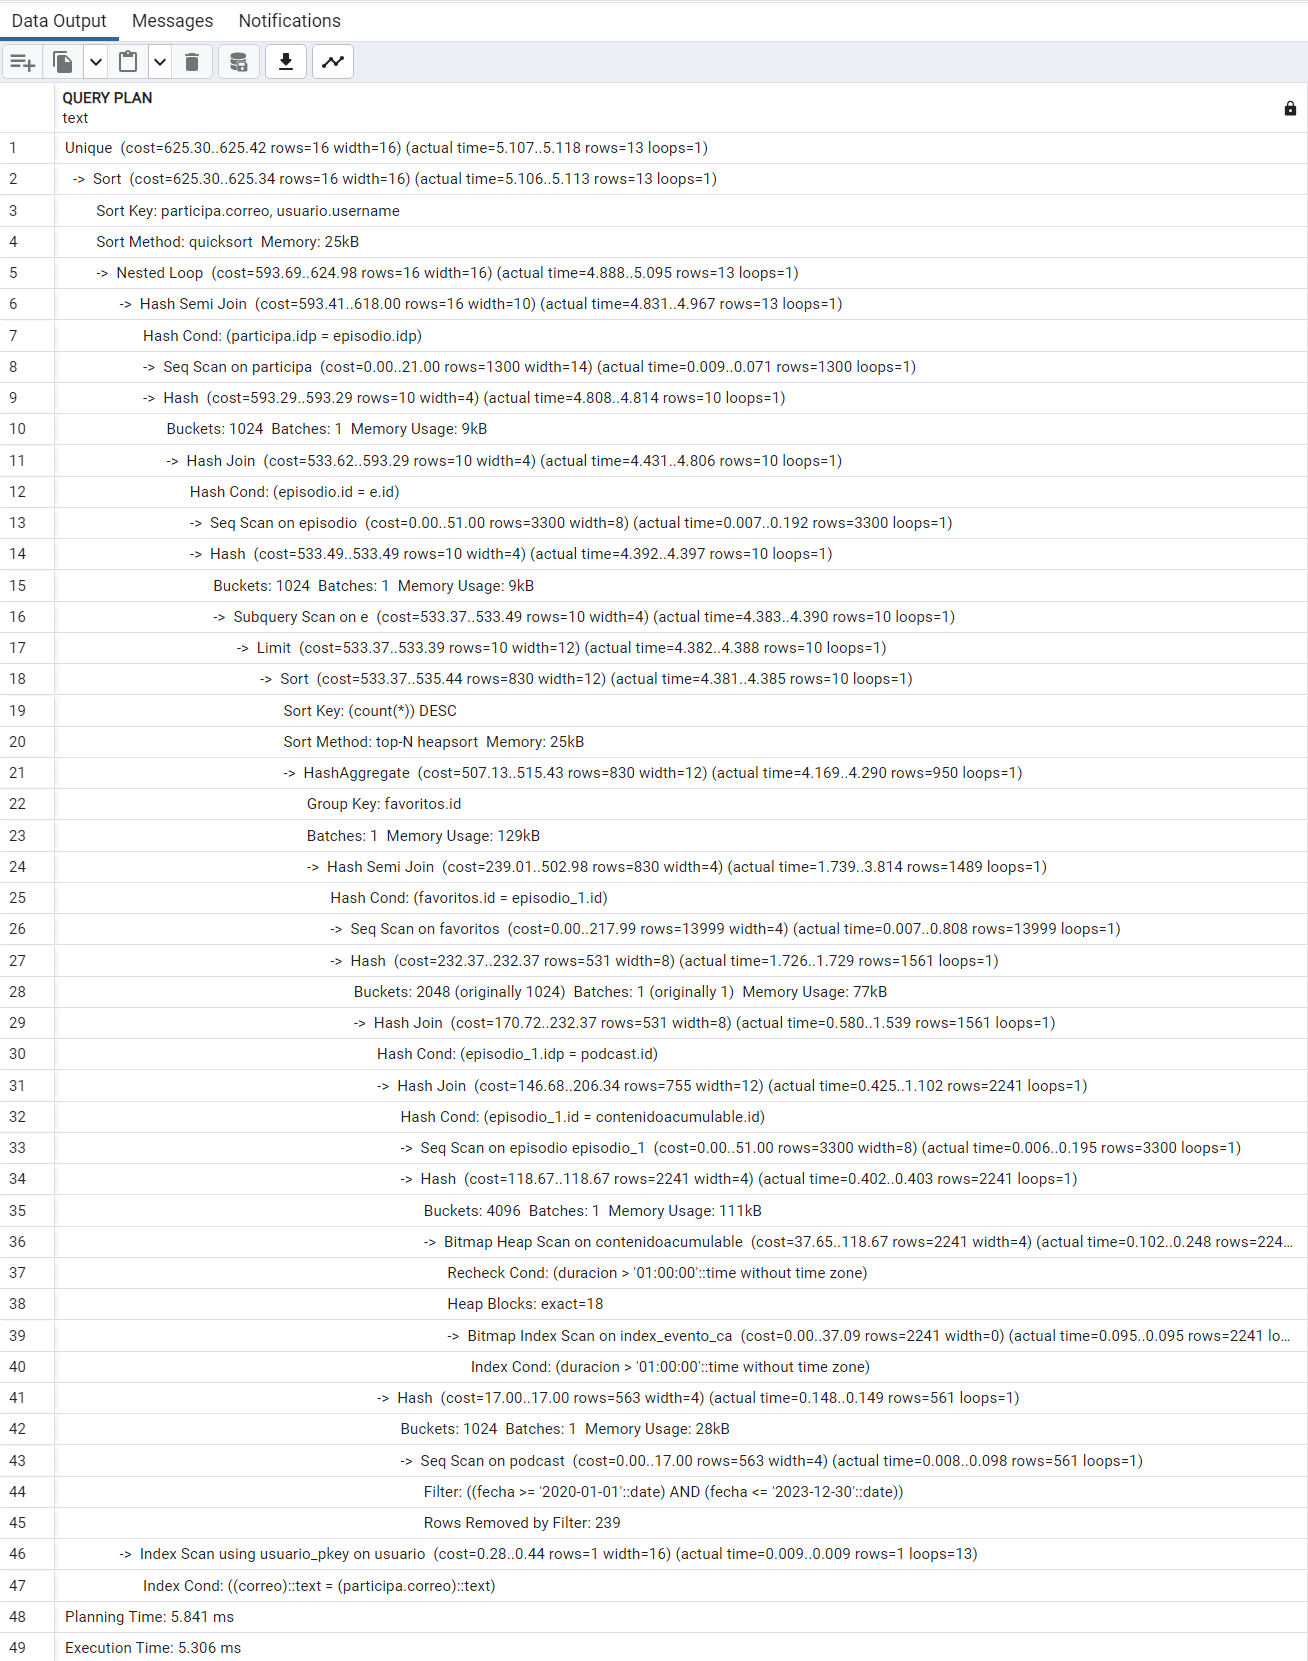 Data Output Messages Notifications
QUERY PLAN
text
1 Unique (cost=625.30..625.42 rows=16 width=16) (actual time=5.107..5.118 rows=13 loops=1)
2 -> Sort (cost=625.30..625.34 rows=16 width=16) (actual time=5.106..5.113 rows=13 loops=1)
3 Sort Key: participa.correo, usuario.username
4 Sort Method: quicksort Memory: 25kB
5 -> Nested Loop (cost=593.69..624.98 rows=16 width=16) (actual time=4.888..5.095 rows=13 loops=1)
6 -> Hash Semi Join (cost=593.41..618.00 rows=16 width=10) (actual time=4.831..4.967 rows=13 loops=1)
7 Hash Cond: (participa.idp = episodio.idp)
8 -> Seq Scan on participa (cost=0.00..21.00 rows=1300 width=14) (actual time=0.009..0.071 rows=1300 loops=1)
9 -> Hash (cost=593.29..593.29 rows=10 width=4) (actual time=4.808..4.814 rows=10 loops=1)
10 Buckets: 1024 Batches: 1 Memory Usage: 9kB
11 -> Hash Join (cost=533.62..593.29 rows=10 width=4) (actual time=4.431..4.806 rows=10 loops=1)
12 Hash Cond: (episodio.id = e.id)
13 -> Seq Scan on episodio (cost=0.00..51.00 rows=3300 width=8) (actual time=0.007..0.192 rows=3300 loops=1)
14 -> Hash (cost=533.49..533.49 rows=10 width=4) (actual time=4.392..4.397 rows=10 loops=1)
15 Buckets: 1024 Batches: 1 Memory Usage: 9kB
16 -> Subquery Scan on e (cost=533.37..533.49 rows=10 width=4) (actual time=4.383..4.390 rows=10 loops=1)
17 -> Limit (cost=533.37..533.39 rows=10 width=12) (actual time=4.382..4.388 rows=10 loops=1)
18 -> Sort (cost=533.37..535.44 rows=830 width=12) (actual time=4.381..4.385 rows=10 loops=1)
19 Sort Key: (count(*)) DESC
20 Sort Method: top-N heapsort Memory: 25kB
21 -> HashAggregate (cost=507.13..515.43 rows=830 width=12) (actual time=4.169..4.290 rows=950 loops=1)
22 Group Key: favoritos.id
23 Batches: 1 Memory Usage: 129kB
24 -> Hash Semi Join (cost=239.01..502.98 rows=830 width=4) (actual time=1.739..3.814 rows=1489 loops=1)
25 Hash Cond: (favoritos.id = episodio_1.id)
26 -> Seq Scan on favoritos (cost=0.00..217.99 rows=13999 width=4) (actual time=0.007..0.808 rows=13999 loops=1)
27 -> Hash (cost=232.37..232.37 rows=531 width=8) (actual time=1.726..1.729 rows=1561 loops=1)
28 Buckets: 2048 (originally 1024) Batches: 1 (originally 1) Memory Usage: 77kB
29 -> Hash Join (cost=170.72..232.37 rows=531 width=8) (actual time=0.580..1.539 rows=1561 loops=1)
30 Hash Cond: (episodio_1.idp = podcast.id)
31 -> Hash Join (cost=146.68..206.34 rows=755 width=12) (actual time=0.425..1.102 rows=2241 loops=1)
32 Hash Cond: (episodio_1.id = contenidoacumulable.id)
33 -> Seq Scan on episodio episodio_1 (cost=0.00..51.00 rows=3300 width=8) (actual time=0.006..0.195 rows=3300 loops=1)
34 -> Hash (cost=118.67..118.67 rows=2241 width=4) (actual time=0.402..0.403 rows=2241 loops=1)
35 Buckets: 4096 Batches: 1 Memory Usage: 111kB
36 -> Bitmap Heap Scan on contenidoacumulable (cost=37.65..118.67 rows=2241 width=4) (actual time=0.102..0.248 rows=224...
37 Recheck Cond: (duracion > '01:00:00'::time without time zone)
38 Heap Blocks: exact=18
39 -> Bitmap Index Scan on index_evento_ca (cost=0.00..37.09 rows=2241 width=0) (actual time=0.095..0.095 rows=2241 lo...
40 Index Cond: (duracion > '01:00:00'::time without time zone)
41 -> Hash (cost=17.00..17.00 rows=563 width=4) (actual time=0.148..0.149 rows=561 loops=1)
42 Buckets: 1024 Batches: 1 Memory Usage: 28kB
43 -> Seq Scan on podcast (cost=0.00..17.00 rows=563 width=4) (actual time=0.008..0.098 rows=561 loops=1)
44 Filter: ((fecha >= '2020-01-01'::date) AND (fecha <= '2023-12-30'::date))
45 Rows Removed by Filter: 239
46 -> Index Scan using usuario_pkey on usuario (cost=0.28..0.44 rows=1 width=16) (actual time=0.009..0.009 rows=1 loops=13)
47 Index Cond: ((correo)::text = (participa.correo)::text)
48 Planning Time: 5.841 ms
49 Execution Time: 5.306 ms